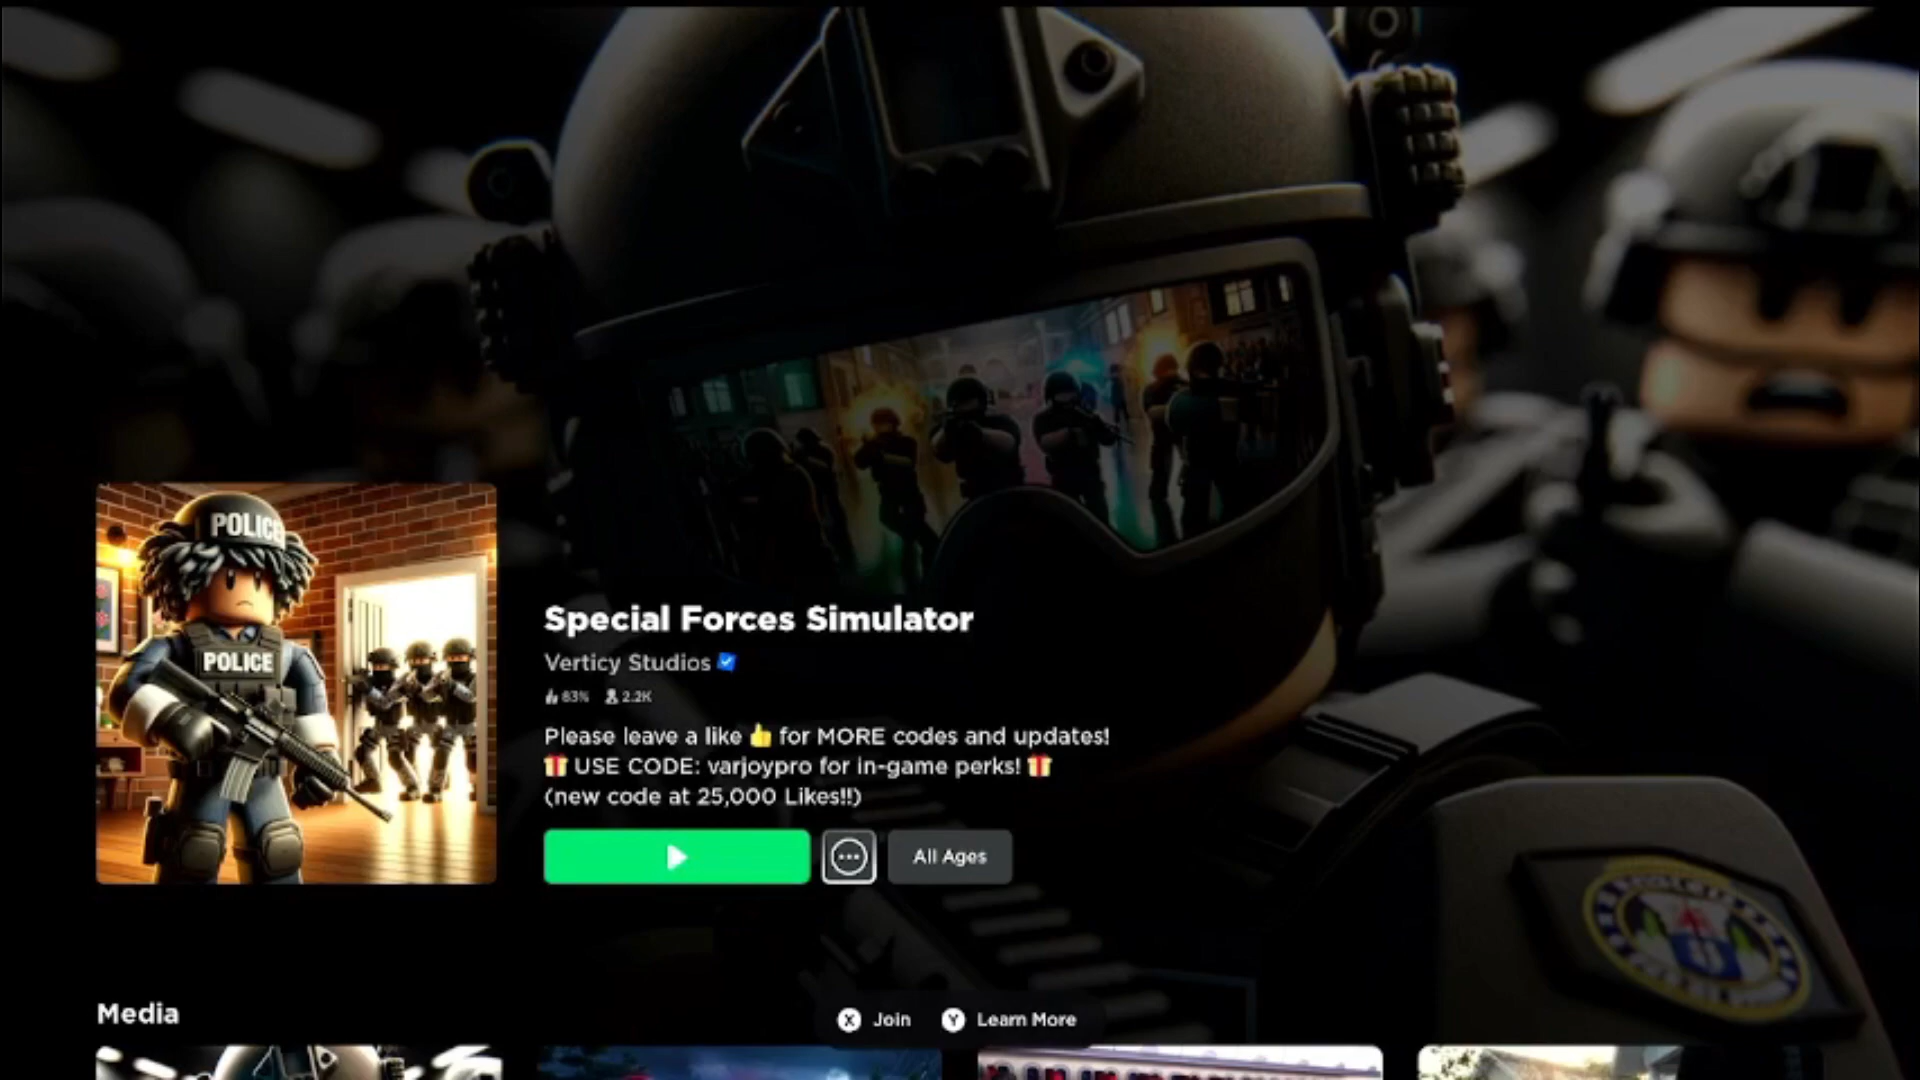 POLICE
POLICE
Special Forces Simulator
Verticy Studios
83% 2.2K
Please leave a like 👍 for MORE codes and updates!
🎁 USE CODE: varjoypro for in-game perks! 🎁
(new code at 25,000 Likes!!)
All Ages
Media
X Join Y Learn More